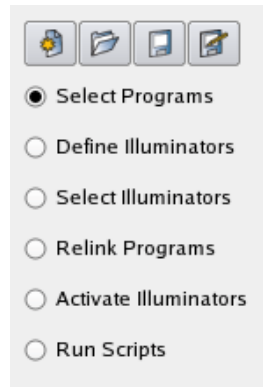 Select Programs
Define Illuminators
Select Illuminators
Relink Programs
Activate Illuminators
Run Scripts